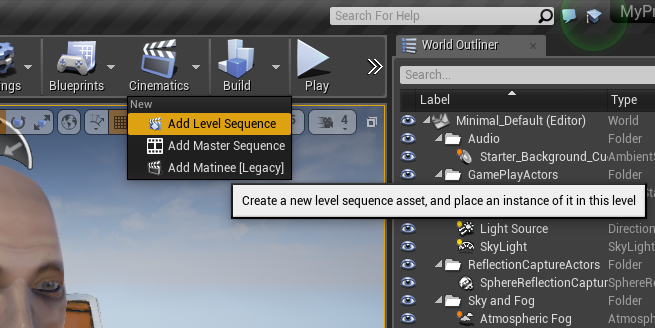 Search For Help
MyPr
ngs
Blueprints
Cinematics
Build
Play
World Outliner
Search...
Label
Type
New
Add Level Sequence
Add Master Sequence
Add Matinee [Legacy]
Create a new level sequence asset, and place an instance of it in this level
5
4
Minimal_Default (Editor)
World
Audio
Folder
Starter_Background_Cu
AmbientS
GamePlayActors
Folder
Light Source
Direction
SkyLight
SkyLight
ReflectionCaptureActors
Folder
SphereReflectionCaptur
SphereRe
Sky and Fog
Folder
Atmospheric Fog
Atmosphe